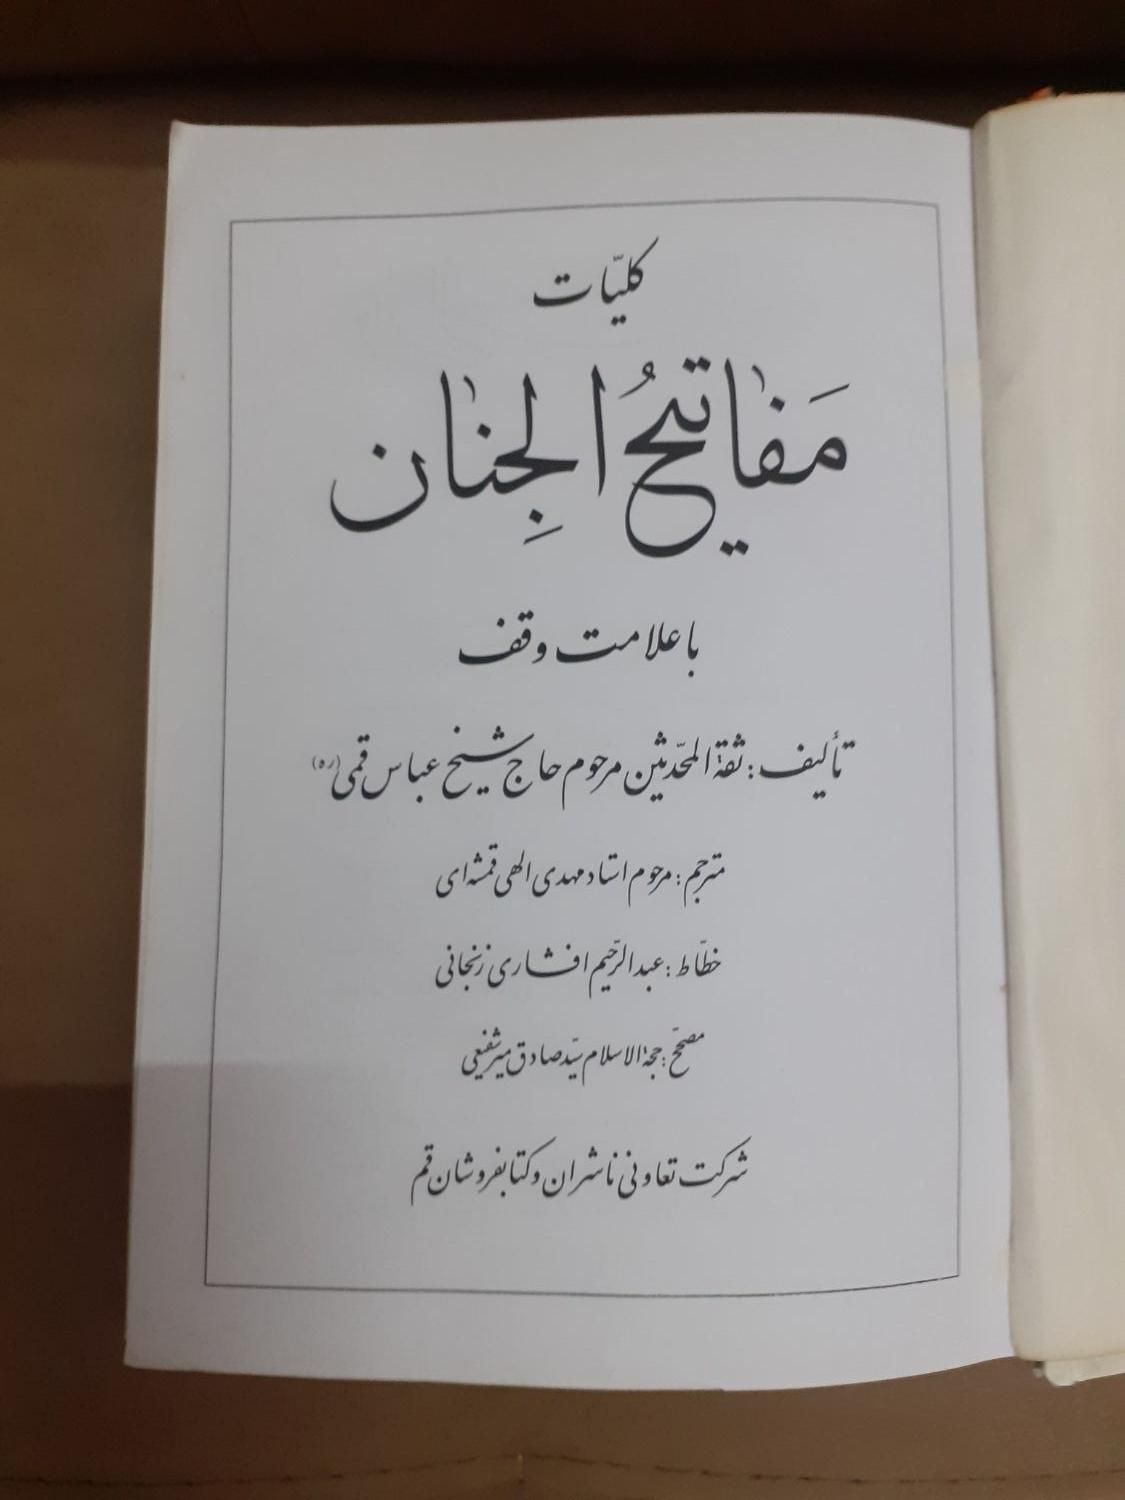 کلیّات
مَفاتیحُ الجِنان
با علامت وقف
تألیف: ثقة المحدّثین مرحوم حاج شیخ عباس قمی (ره)
مترجم: مرحوم استاد مهدی الهی قمشه‌ای
خطّاط: عبدالرّحیم افشاری زنجانی
مصحّح: حجة الاسلام سیّد صادق میرشفیعی
شرکت تعاونی ناشران و کتابفروشان قم